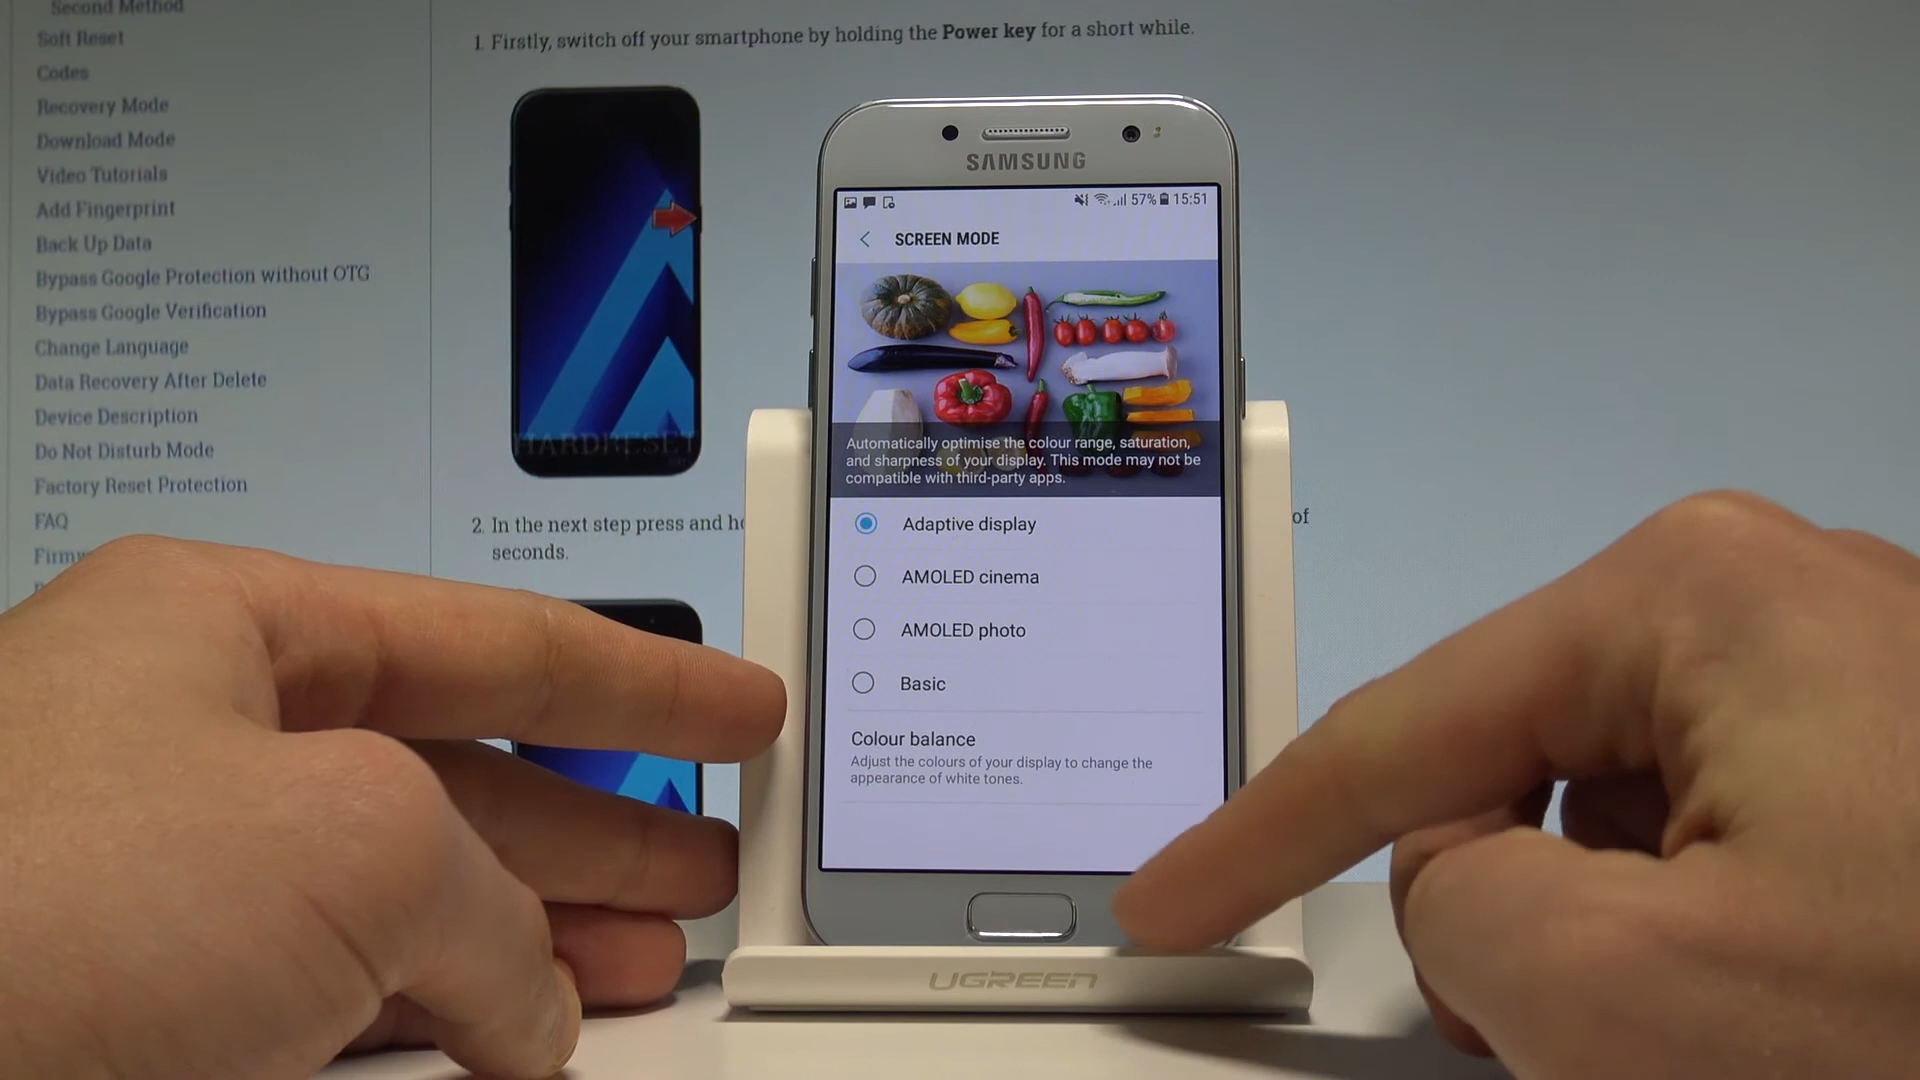 Second Method
Soft Reset
Codes
Recovery Mode
Download Mode
Video Tutorials
Add Fingerprint
Back Up Data
Bypass Google Protection without OTG
Bypass Google Verification
Change Language
Data Recovery After Delete
Device Description
Do Not Disturb Mode
Factory Reset Protection
FAQ
1. Firstly, switch off your smartphone by holding the Power key for a short while.
HARDRESET
2. In the next step press and
of
seconds.
SAMSUNG
57% 15:51
SCREEN MODE
Automatically optimise the colour range, saturation,
and sharpness of your display. This mode may not be
compatible with third-party apps.
Adaptive display
AMOLED cinema
AMOLED photo
Basic
Colour balance
Adjust the colours of your display to change the
appearance of white tones.
UGREEN